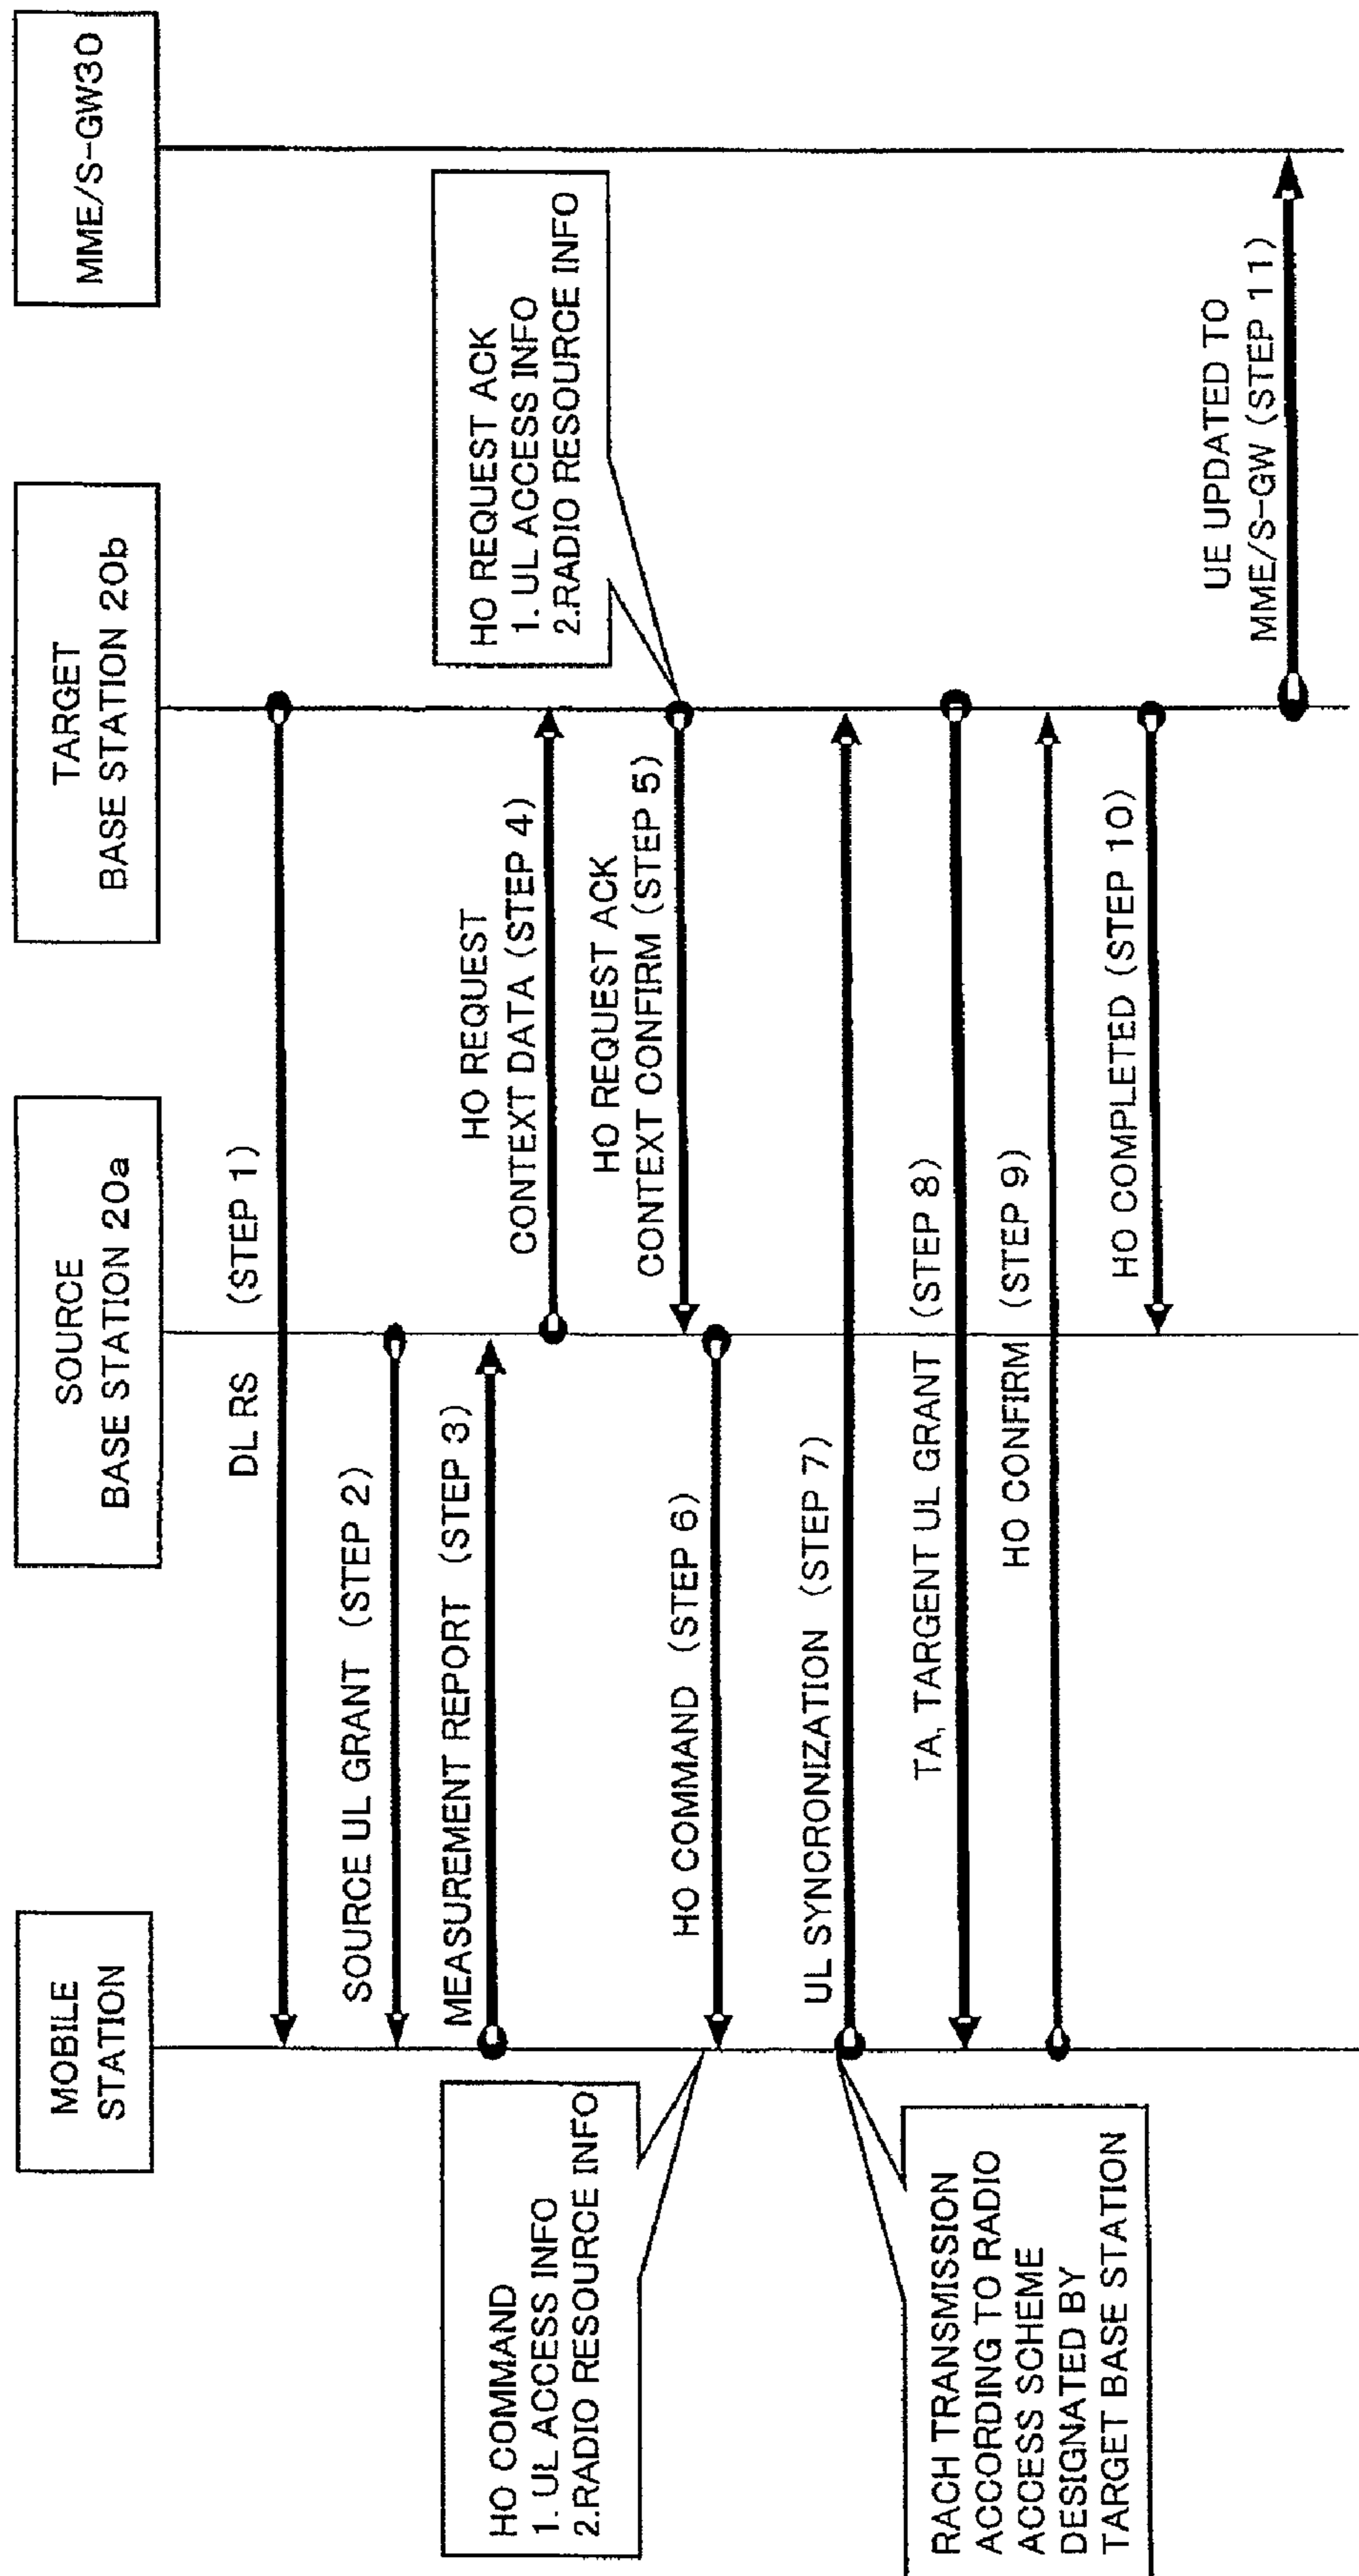 MOBILE
STATION
SOURCE
BASE STATION 20a
TARGET
BASE STATION 20b
MME/S-GW30
DL RS (STEP 1)
SOURCE UL GRANT (STEP 2)
MEASUREMENT REPORT (STEP 3)
HO REQUEST
CONTEXT DATA (STEP 4)
HO REQUEST ACK
1. UL ACCESS INFO
2.RADIO RESOURCE INFO
HO REQUEST ACK
CONTEXT CONFIRM (STEP 5)
HO COMMAND
1. UL ACCESS INFO
2.RADIO RESOURCE INFO
HO COMMAND (STEP 6)
UL SYNCRONIZATION (STEP 7)
RACH TRANSMISSION
ACCORDING TO RADIO
ACCESS SCHEME
DESIGNATED BY
TARGET BASE STATION
TA, TARGENT UL GRANT (STEP 8)
HO CONFIRM (STEP 9)
HO COMPLETED (STEP 10)
UE UPDATED TO
MME/S-GW (STEP 11)